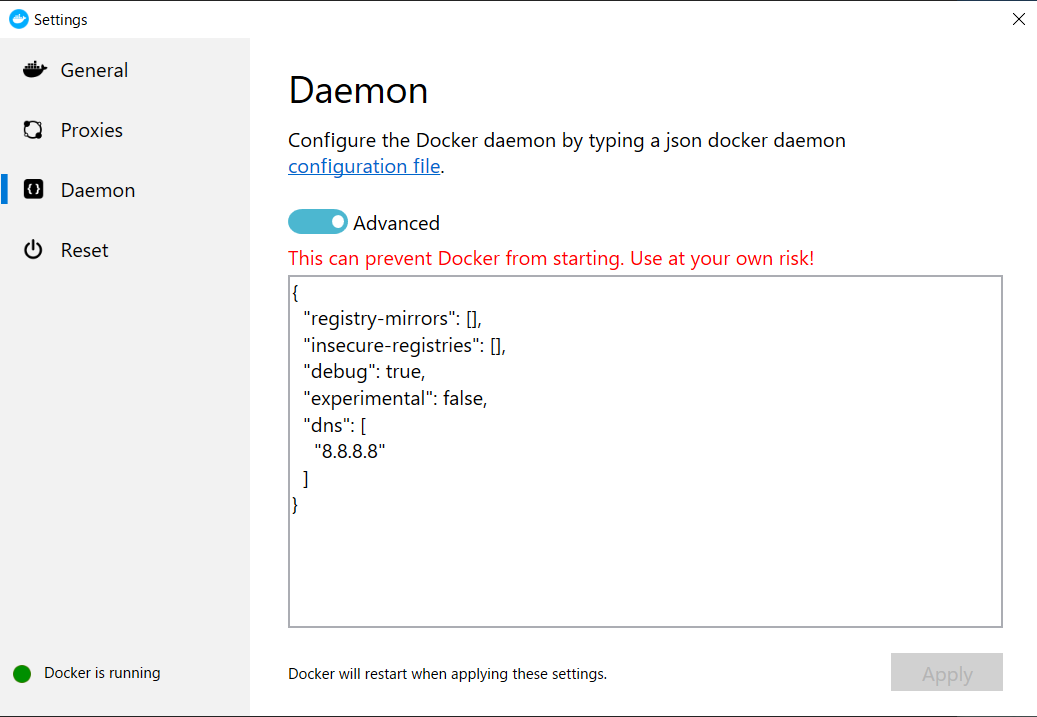 Settings
General
Proxies
Daemon
Reset
Docker is running
Daemon
Configure the Docker daemon by typing a json docker daemon
configuration file.
Advanced
This can prevent Docker from starting. Use at your own risk!
{
"registry-mirrors": [],
"insecure-registries": [],
"debug": true,
"experimental": false,
"dns": [
"8.8.8.8"
]
}
Docker will restart when applying these settings.
Apply